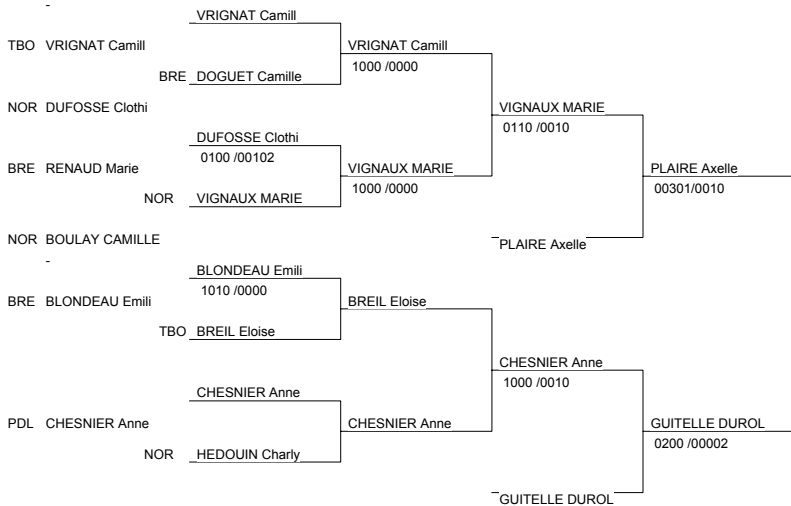 -
VRIGNAT Camill
TBO VRIGNAT Camill
VRIGNAT Camill
1000 /0000
BRE DOGUET Camille
NOR DUFOSSE Clothi
VIGNAUX MARIE
0110 /0010
DUFOSSE Clothi
0100 /00102
BRE RENAUD Marie
VIGNAUX MARIE
1000 /0000
PLAIRE Axelle
00301/0010
NOR VIGNAUX MARIE
NOR BOULAY CAMILLE
PLAIRE Axelle
-
BLONDEAU Emili
1010 /0000
BRE BLONDEAU Emili
BREIL Eloise
TBO BREIL Eloise
CHESNIER Anne
1000 /0010
CHESNIER Anne
PDL CHESNIER Anne
CHESNIER Anne
GUITELLE DUROL
0200 /00002
NOR HEDOUIN Charly
GUITELLE DUROL